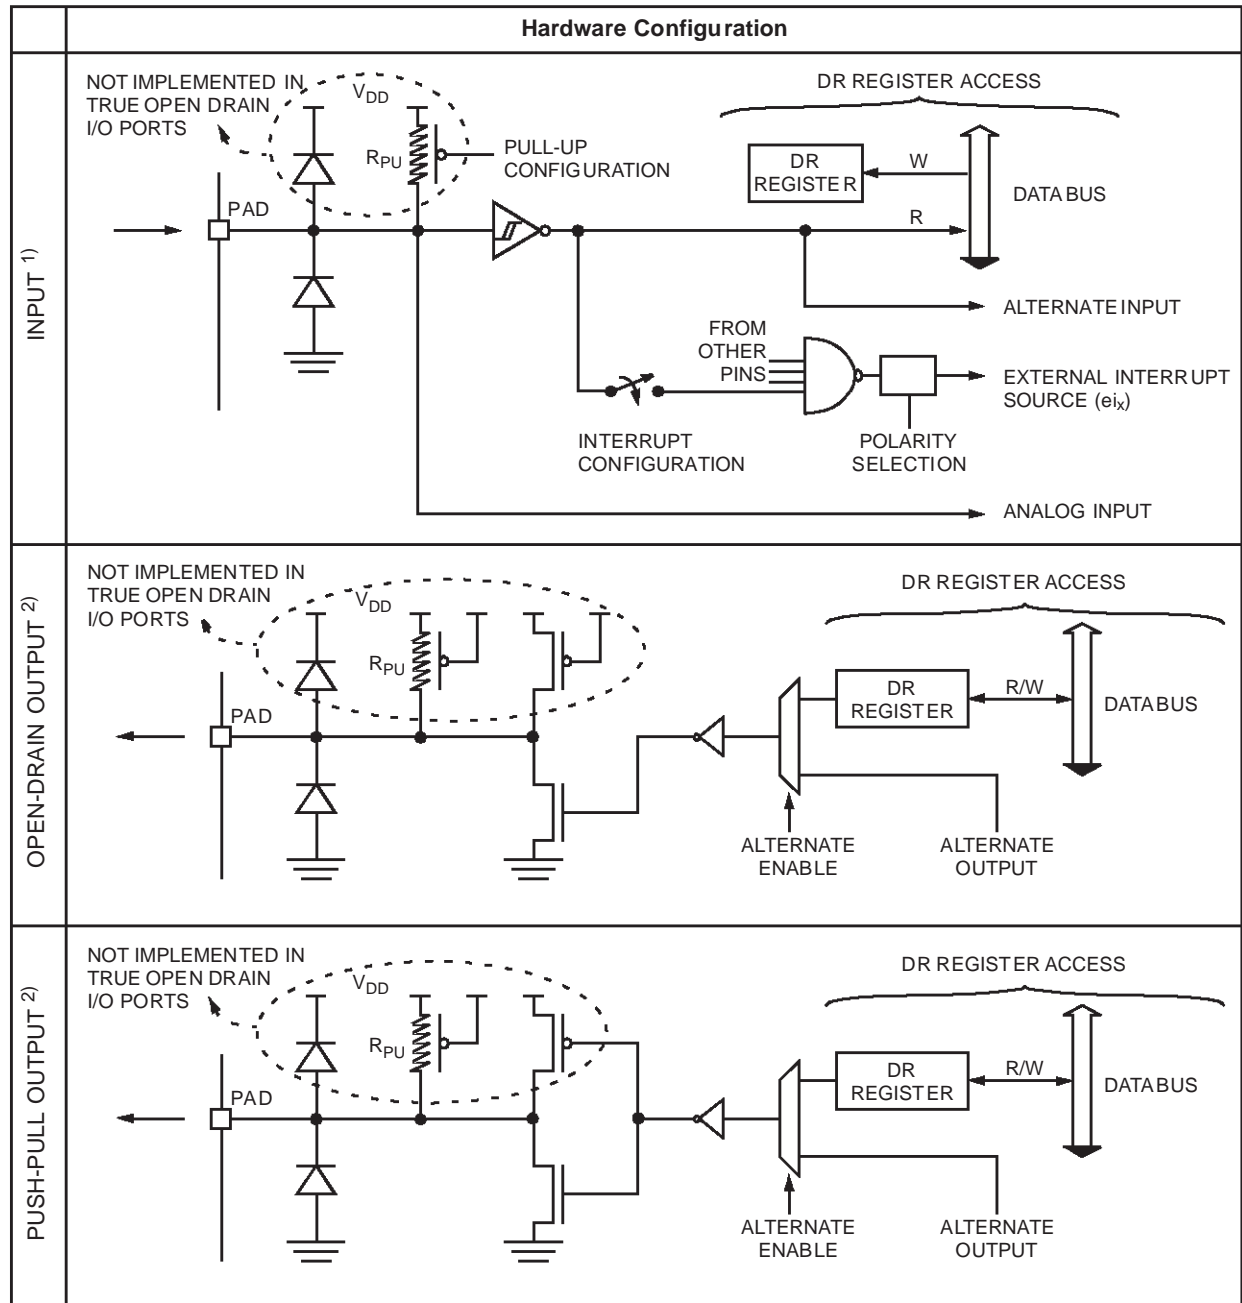 Hardware Configuration
INPUT 1)
NOT IMPLEMENTED IN
TRUE OPEN DRAIN
I/O PORTS
VDD
RPU
PULL-UP
CONFIGURATION
PAD
DR REGISTER ACCESS
DR
REGISTER
W
R
DATA BUS
ALTERNATE INPUT
FROM
OTHER
PINS
EXTERNAL INTERRUPT
SOURCE (eix)
INTERRUPT
CONFIGURATION
POLARITY
SELECTION
ANALOG INPUT
OPEN-DRAIN OUTPUT 2)
NOT IMPLEMENTED IN
TRUE OPEN DRAIN
I/O PORTS
VDD
RPU
PAD
DR REGISTER ACCESS
DR
REGISTER
R/W
DATA BUS
ALTERNATE
ENABLE
ALTERNATE
OUTPUT
PUSH-PULL OUTPUT 2)
NOT IMPLEMENTED IN
TRUE OPEN DRAIN
I/O PORTS
VDD
RPU
PAD
DR REGISTER ACCESS
DR
REGISTER
R/W
DATA BUS
ALTERNATE
ENABLE
ALTERNATE
OUTPUT